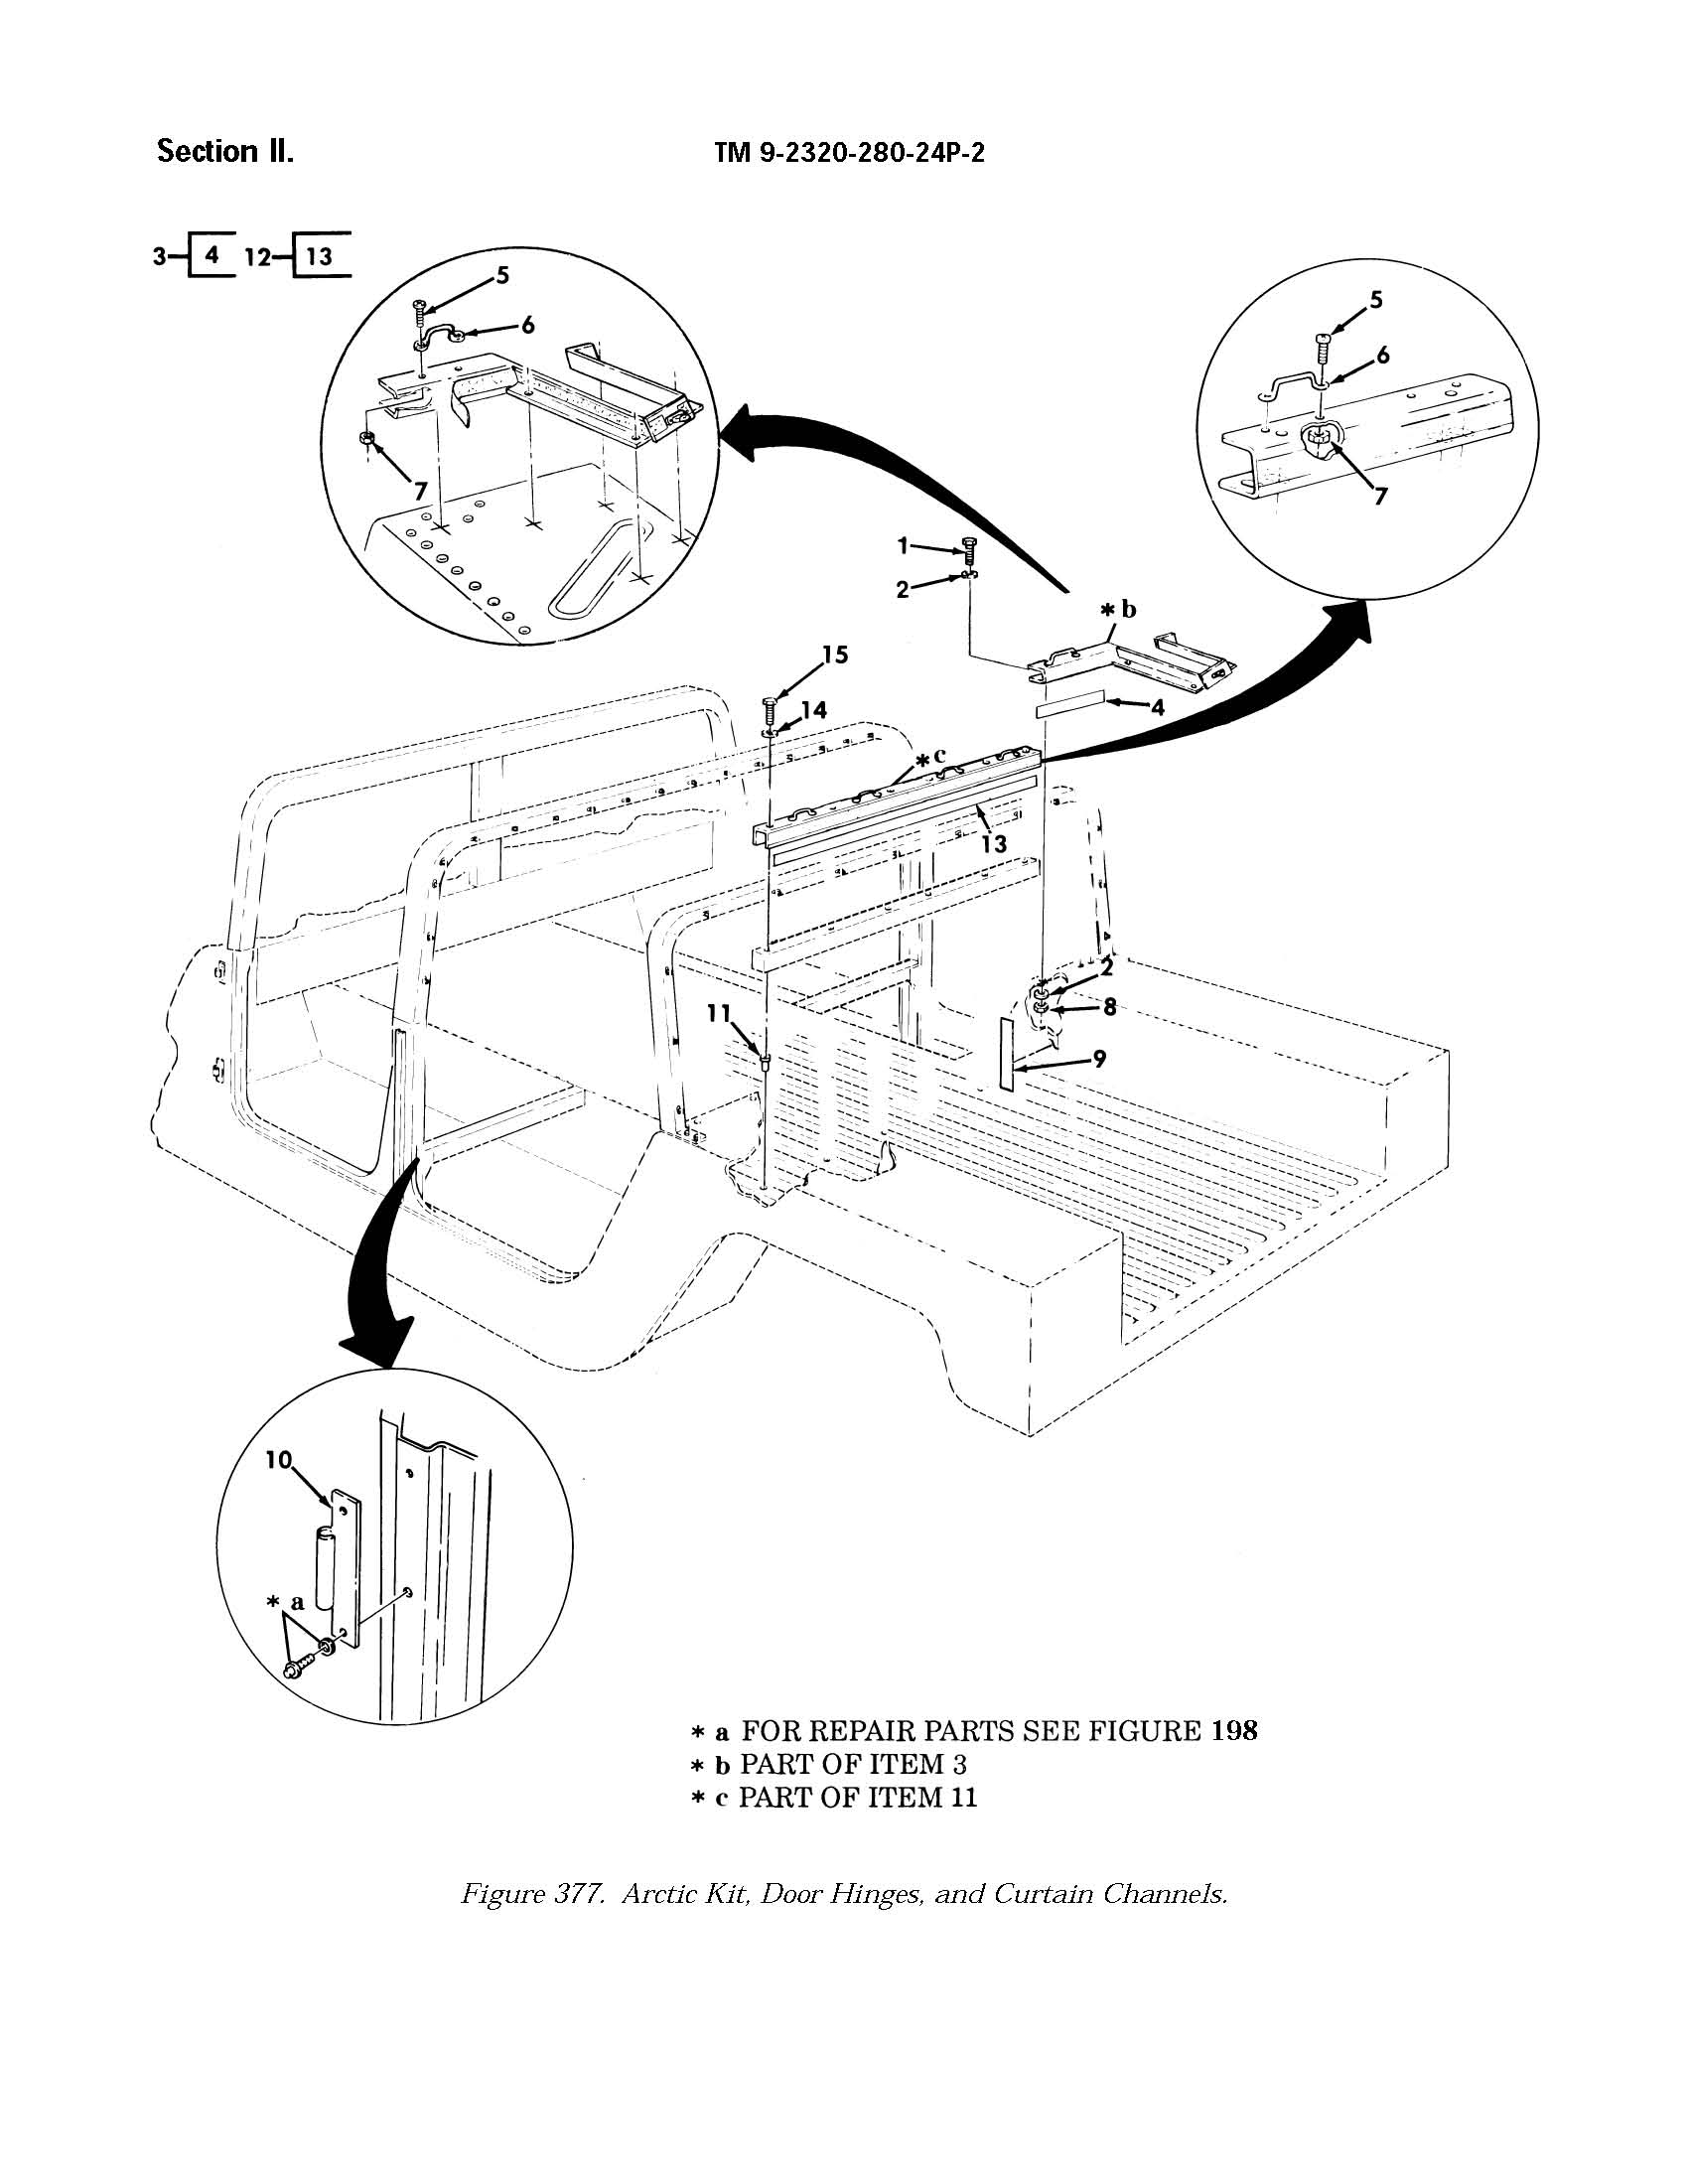 Section II.
TM 9-2320-280-24P-2
3 4 12 13
5
6
7
5
6
7
1
2
* b
4
15
14
* c
13
2
8
9
11
10
* a
* a FOR REPAIR PARTS SEE FIGURE 198
* b PART OF ITEM 3
* c PART OF ITEM 11
Figure 377. Arctic Kit, Door Hinges, and Curtain Channels.